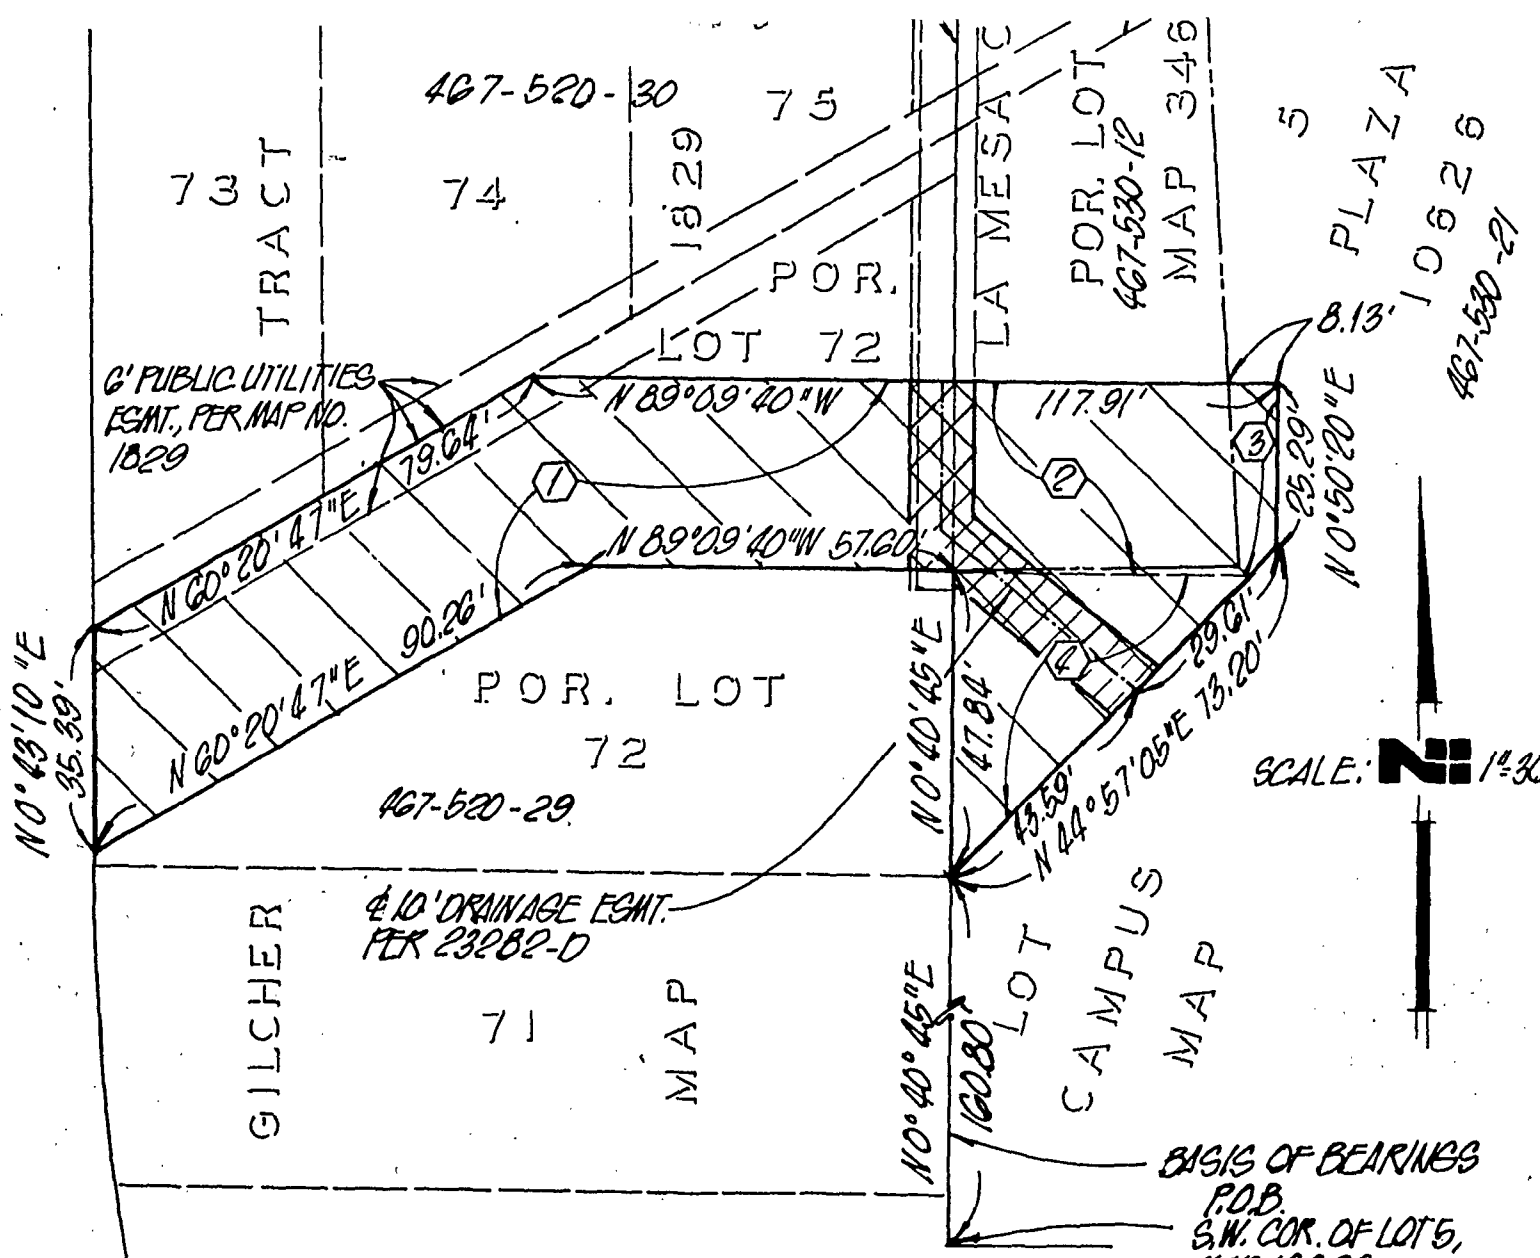 467-520-30
75
73
TRACT
74
1829
LA MESA C
POR. LOT
467-530-12
MAP 346
5
PLAZA
10826
467-530-21
POR.
LOT 72
8.13'
6' PUBLIC UTILITIES
ESMT., PER MAP NO.
1829
79.64'
N 60°20'47"E
N 89°09'40"W
117.91'
1
2
3
25.29'
N 0°50'20"E
N 89°09'40"W 57.60'
90.26'
N 60°20'47"E
N 0°43'10"E
35.39'
POR. LOT
72
467-520-29
N 0°40'45"E
47.84'
4
29.61'
73.20'
43.59'
N 44°57'05"E
SCALE: 1"=30
℄ 10' DRAINAGE ESMT.
PER 23282-D
GILCHER
71
MAP
N 0°40'45"E
160.80'
LOT
CAMPUS
MAP
BASIS OF BEARINGS
P.O.B.
S.W. COR. OF LOT 5,